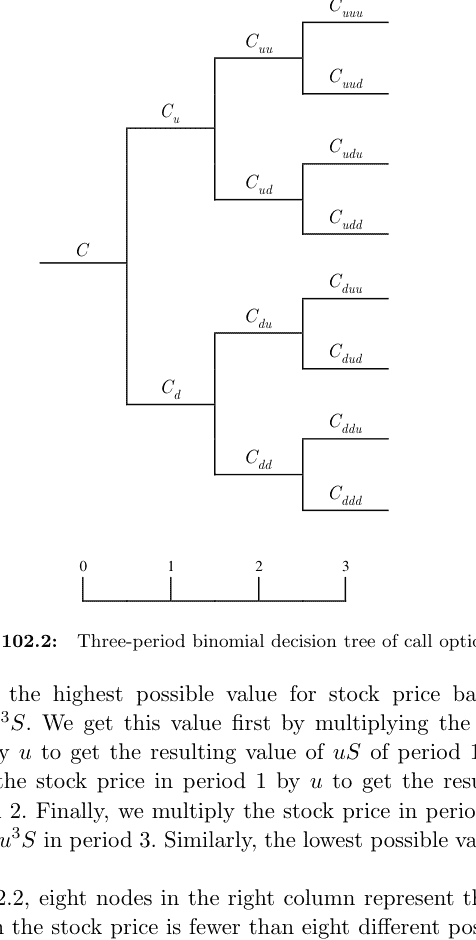 C_uuu
C_uu
C_uud
C_u
C_udu
C_ud
C_udd
C
C_duu
C_du
C_dud
C_d
C_ddu
C_dd
C_ddd
0 1 2 3
102.2: Three-period binomial decision tree of call optio
the highest possible value for stock price ba
³S. We get this value first by multiplying the
y u to get the resulting value of uS of period 1
the stock price in period 1 by u to get the resu
2. Finally, we multiply the stock price in perio
u³S in period 3. Similarly, the lowest possible va
2.2, eight nodes in the right column represent th
the stock price is fewer than eight different pos